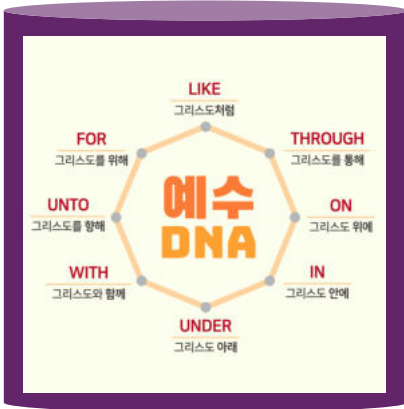 LIKE
그리스도처럼
FOR
그리스도를 위해
THROUGH
그리스도를 통해
예수
DNA
UNTO
그리스도를 향해
ON
그리스도 위에
WITH
그리스도와 함께
IN
그리스도 안에
UNDER
그리스도 아래